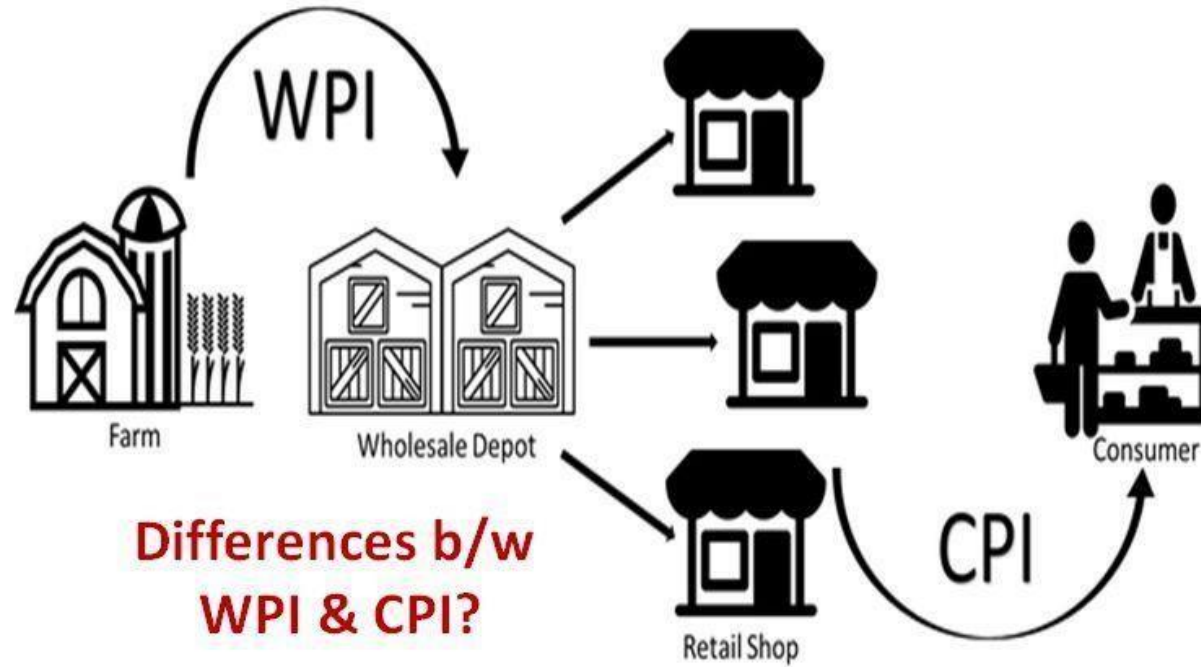 WPI
Farm
Wholesale Depot
Consumer
Differences b/w
WPI & CPI?
CPI
Retail Shop